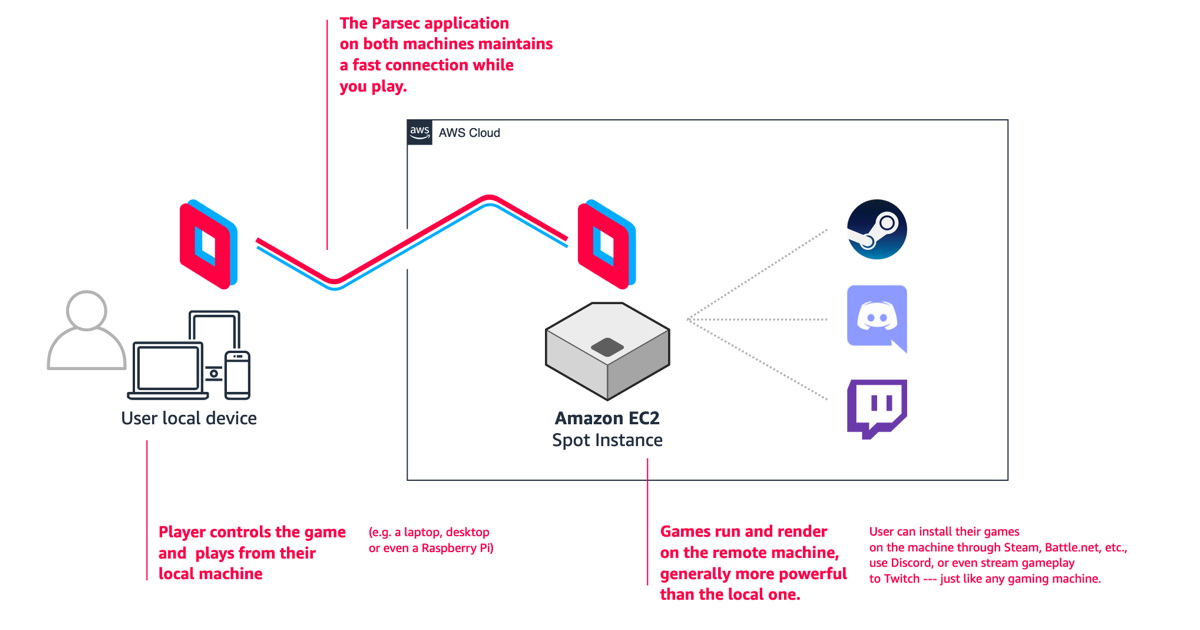 The Parsec application
on both machines maintains
a fast connection while
you play.
aws
AWS Cloud
User local device
Amazon EC2
Spot Instance
Player controls the game
and  plays from their
local machine
(e.g. a laptop, desktop
or even a Raspberry Pi)
Games run and render
on the remote machine,
generally more powerful
than the local one.
User can install their games
on the machine through Steam, Battle.net, etc.,
use Discord, or even stream gameplay
to Twitch --- just like any gaming machine.